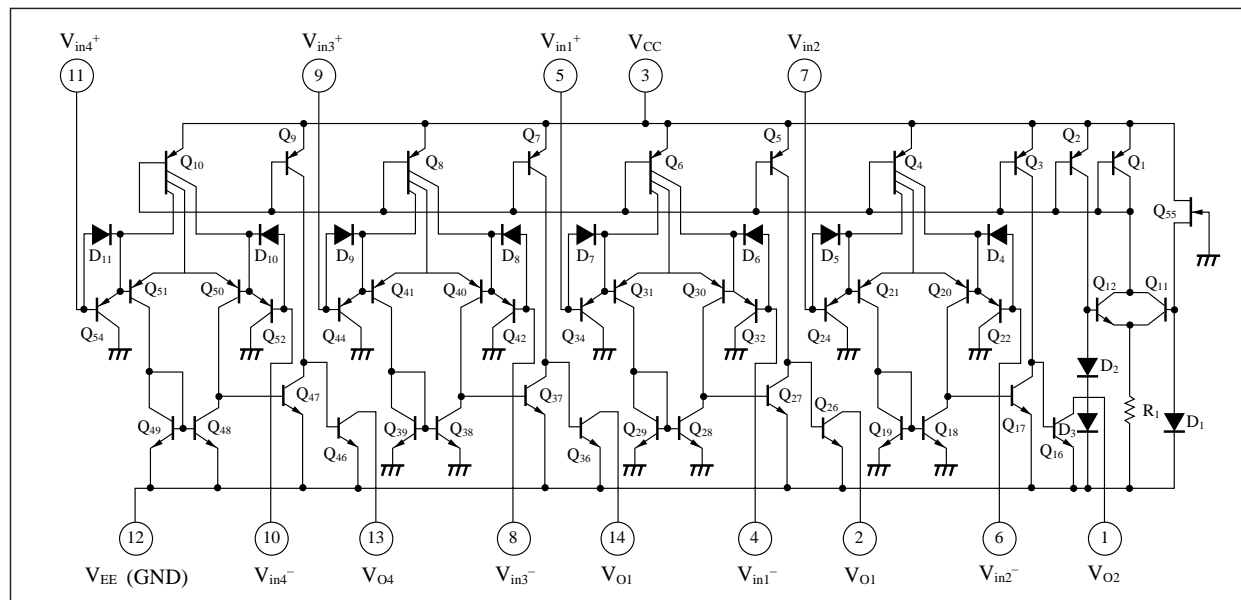 Vin4+ Vin3+ Vin1+ VCC Vin2
11 9 5 3 7
Q10 Q9 Q8 Q7 Q6 Q5 Q4 Q3 Q2 Q1
Q55
D11 D10 D9 D8 D7 D6 D5 D4
Q51 Q50 Q41 Q40 Q31 Q30 Q21 Q20 Q12 Q11
Q54 Q52 Q44 Q42 Q34 Q32 Q24 Q22
D2
Q47 Q37 Q27 Q26 Q17 R1
Q49 Q48 Q46 Q39 Q38 Q36 Q29 Q28 Q19 Q18 Q16 D3 D1
12 10 13 8 14 4 2 6 1
VEE (GND) Vin4− VO4 Vin3− VO1 Vin1− VO1 Vin2− VO2